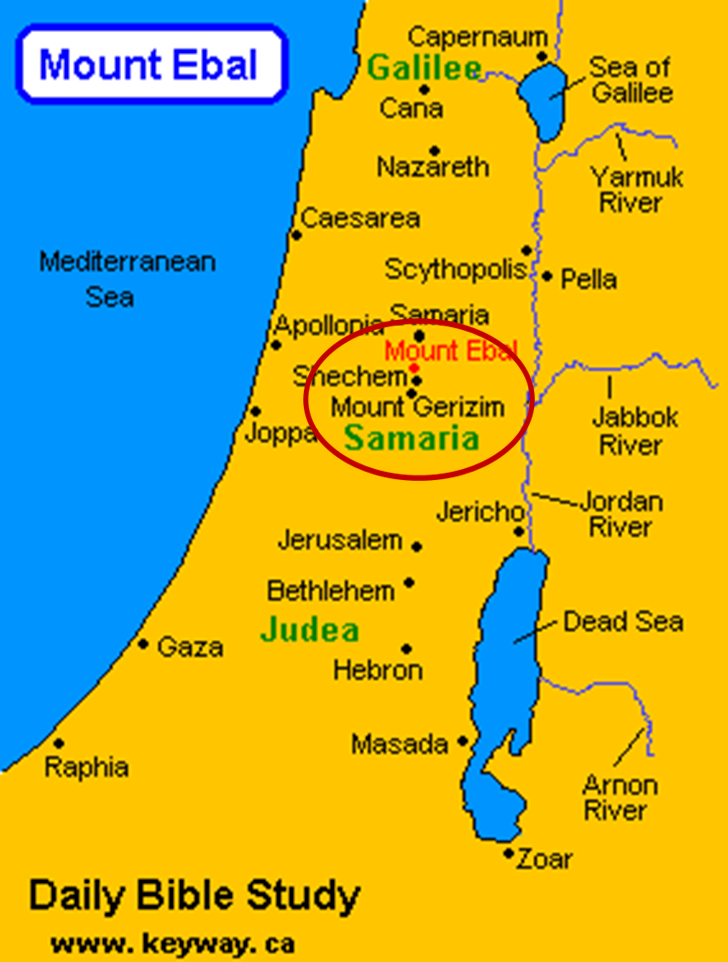 Mount Ebal
Capernaum
Galilee
Sea of
Galilee
Cana
Nazareth
Yarmuk
River
Caesarea
Mediterranean
Sea
Scythopolis
Pella
Samaria
Apollonia
Mount Ebal
Shechem
Mount Gerizim
Jabbok
River
Joppa
Samaria
Jordan
River
Jericho
Jerusalem
Bethlehem
Dead Sea
Judea
Gaza
Hebron
Masada
Raphia
Arnon
River
Zoar
Daily Bible Study
www. keyway. ca